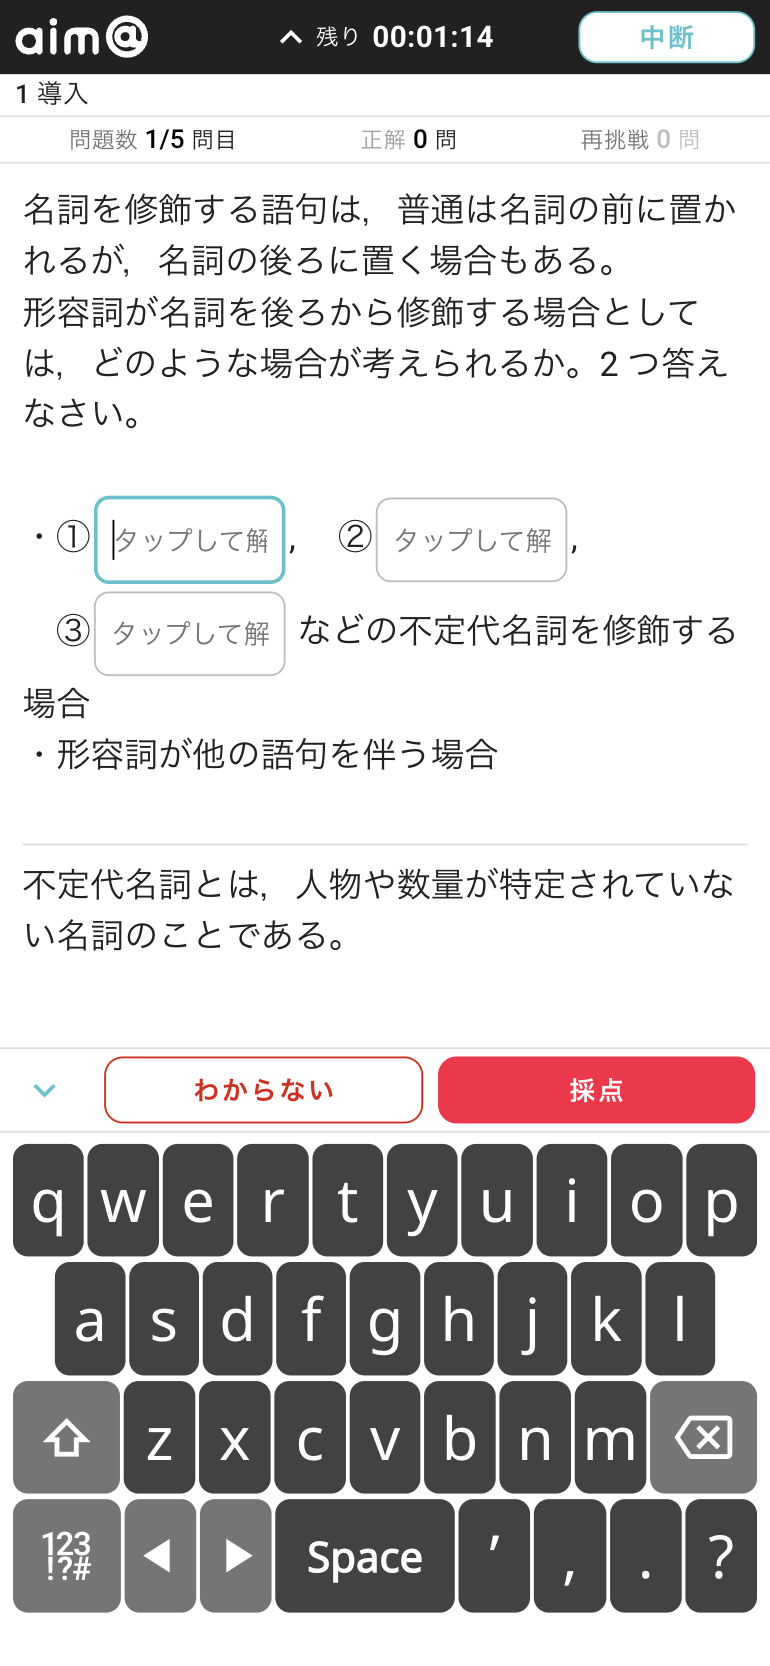 aim@
残り 00:01:14
中断
1 導入
問題数 1/5 問目 正解 0 問 再挑戦 0 問
名詞を修飾する語句は，普通は名詞の前に置か
れるが，名詞の後ろに置く場合もある。
形容詞が名詞を後ろから修飾する場合として
は，どのような場合が考えられるか。2 つ答え
なさい。
・①タップして解， ②タップして解，
③タップして解 などの不定代名詞を修飾する
場合
・形容詞が他の語句を伴う場合
不定代名詞とは，人物や数量が特定されていな
い名詞のことである。
わからない 採点
q w e r t y u i o p
a s d f g h j k l
z x c v b n m
123
!?# ◀ ▶ Space ’ , . ?